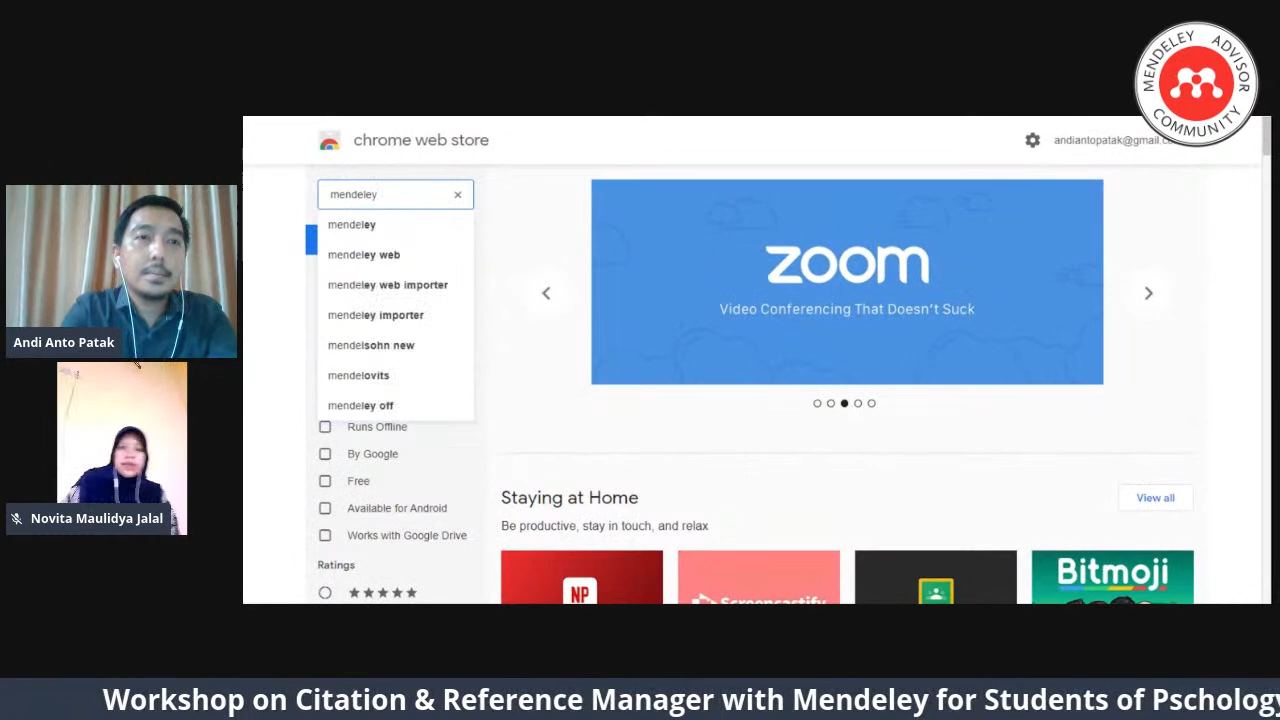 MENDELEY ADVISOR
COMMUNITY
chrome web store
andiantopatak@gmail.c
mendeley
mendeley
mendeley web
mendeley web importer
mendeley importer
mendelsohn new
mendelovits
mendeley off
Runs Offline
By Google
Free
Available for Android
Works with Google Drive
Ratings
zoom
Video Conferencing That Doesn't Suck
Staying at Home
View all
Be productive, stay in touch, and relax
NP
Screencastify
Bitmoji
Andi Anto Patak
Novita Maulidya Jalal
Workshop on Citation & Reference Manager with Mendeley for Students of Pschology